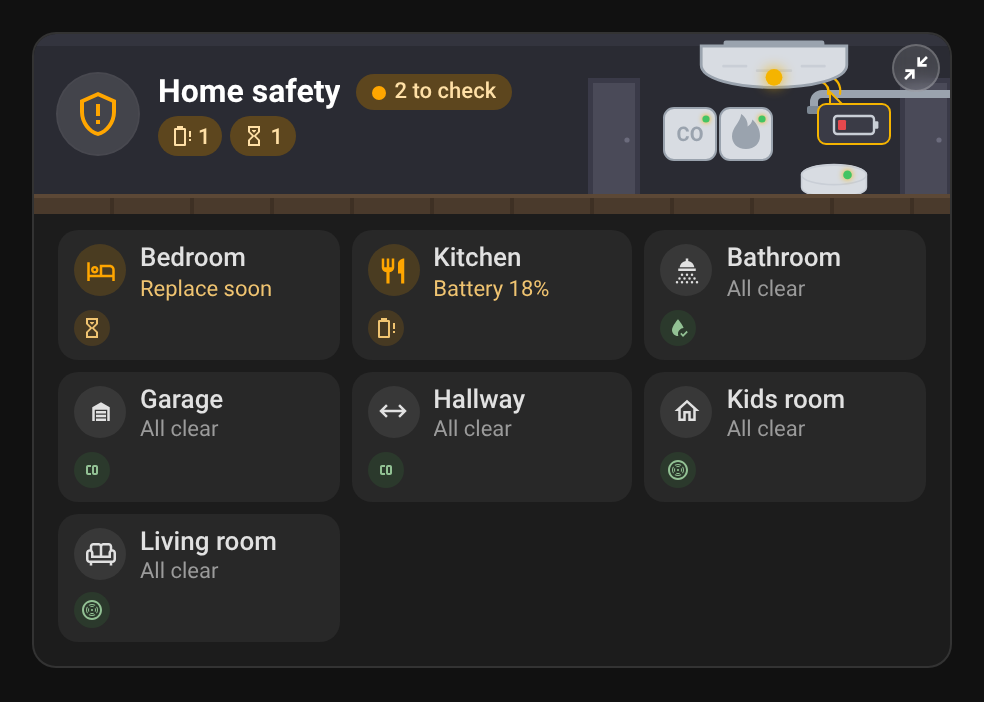 Home safety
2 to check
1
1
CO
Bedroom
Replace soon
Kitchen
Battery 18%
Bathroom
All clear
Garage
All clear
CO
Hallway
All clear
CO
Kids room
All clear
Living room
All clear